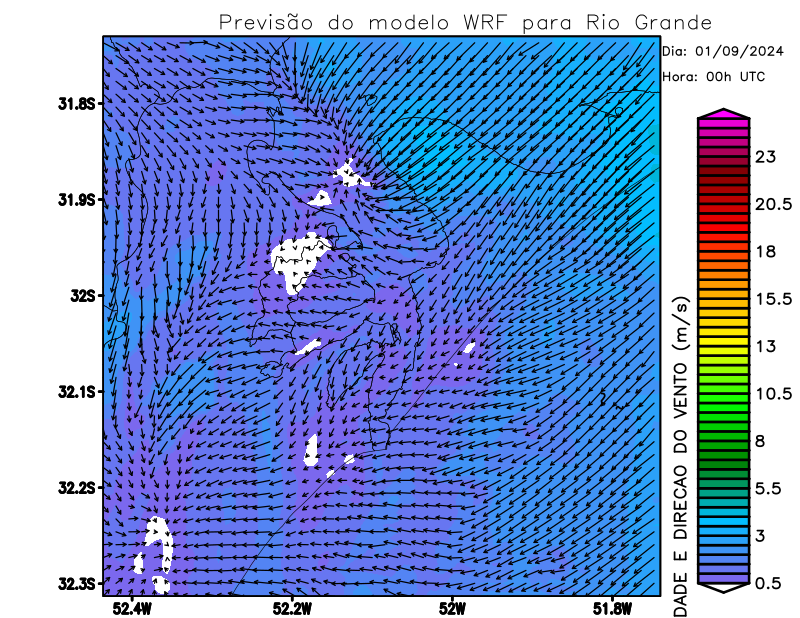 Previsão do modelo WRF para Rio Grande
Dia: 01/09/2024
Hora: 00h UTC
31.8S
31.9S
32S
32.1S
32.2S
32.3S
52.4W
52.2W
52W
51.8W
23
20.5
18
15.5
13
10.5
8
5.5
3
0.5
DADE E DIRECAO DO VENTO (m/s)